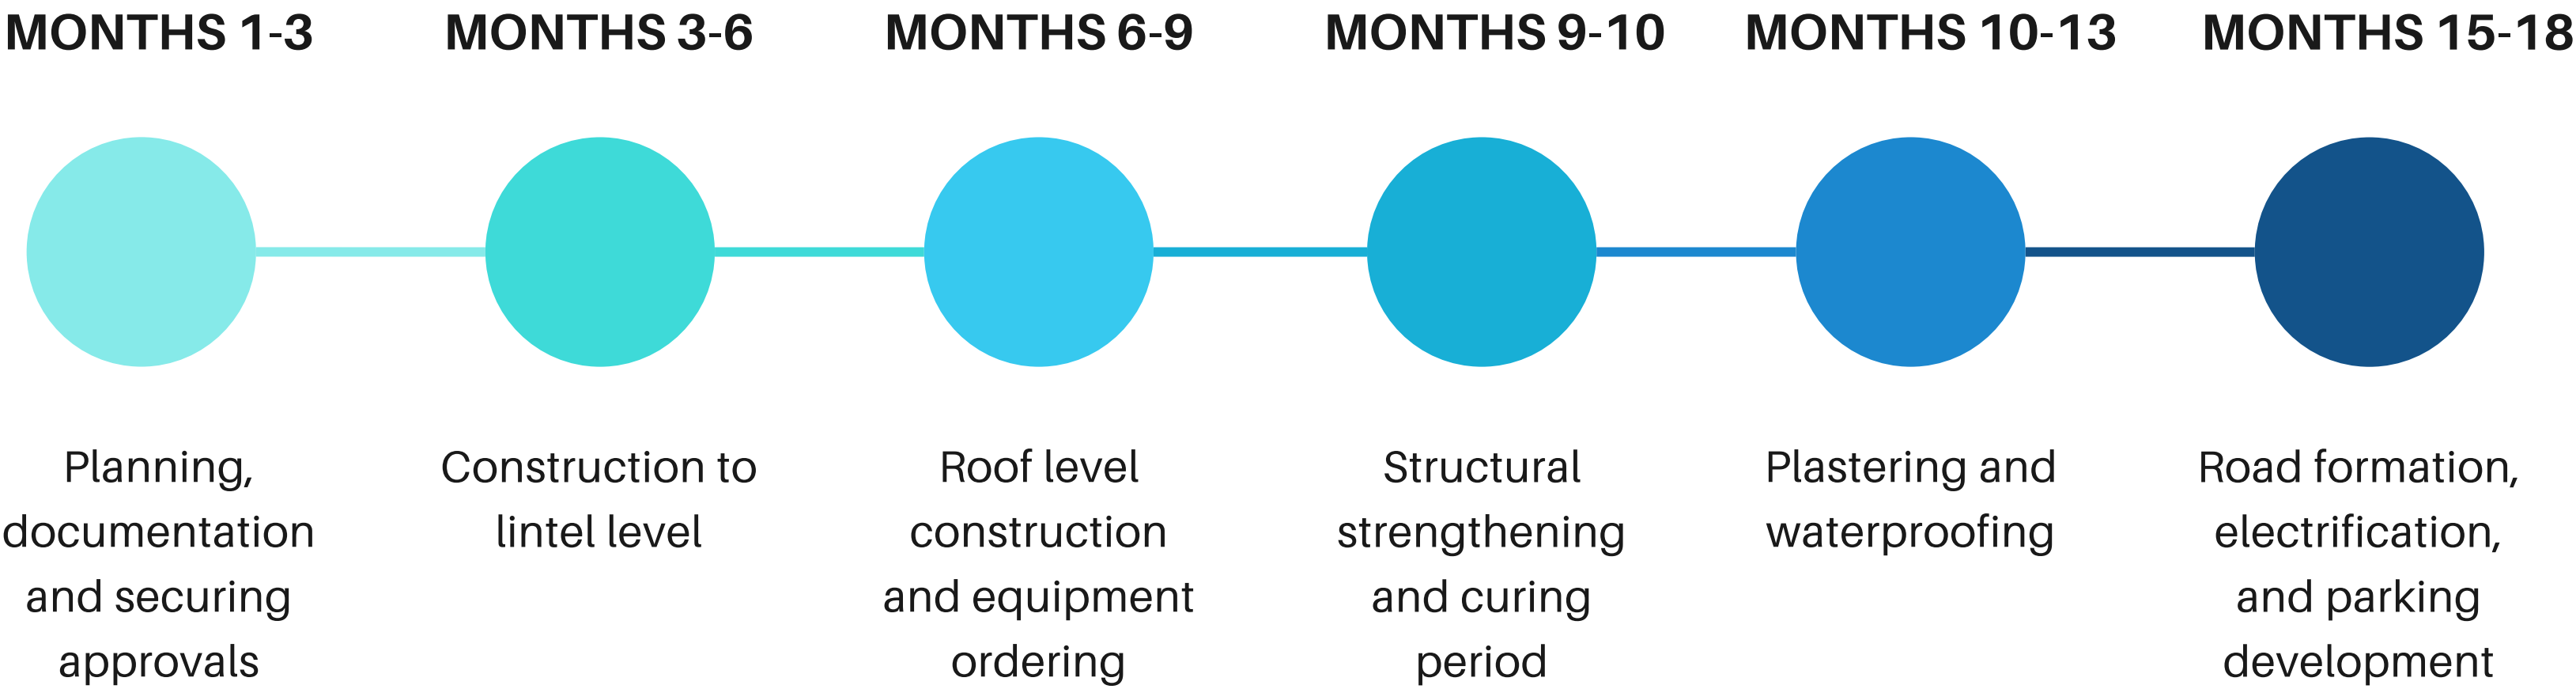 MONTHS 1-3
Planning,
documentation
and securing
approvals
MONTHS 3-6
Construction to
lintel level
MONTHS 6-9
Roof level
construction
and equipment
ordering
MONTHS 9-10
Structural
strengthening
and curing
period
MONTHS 10-13
Plastering and
waterproofing
MONTHS 15-18
Road formation,
electrification,
and parking
development